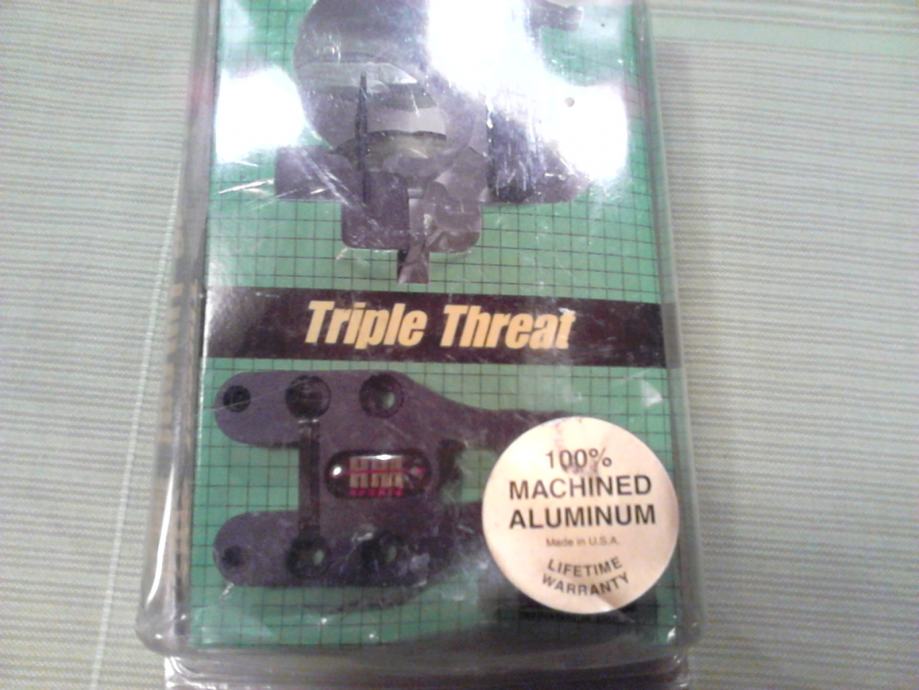 Triple Threat
100%
MACHINED
ALUMINUM
Made in U.S.A.
LIFETIME
WARRANTY